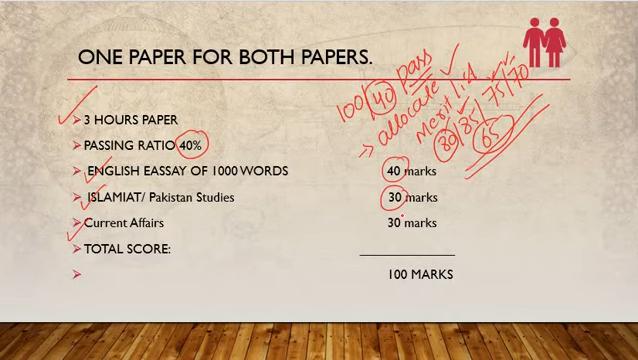 ONE PAPER FOR BOTH PAPERS.
100/40 Pass
→ allocate
Merit list
80/85/75/70
65
3 HOURS PAPER
PASSING RATIO 40%
ENGLISH EASSAY OF 1000 WORDS 40 marks
ISLAMIAT/ Pakistan Studies 30 marks
Current Affairs 30 marks
TOTAL SCORE:
100 MARKS